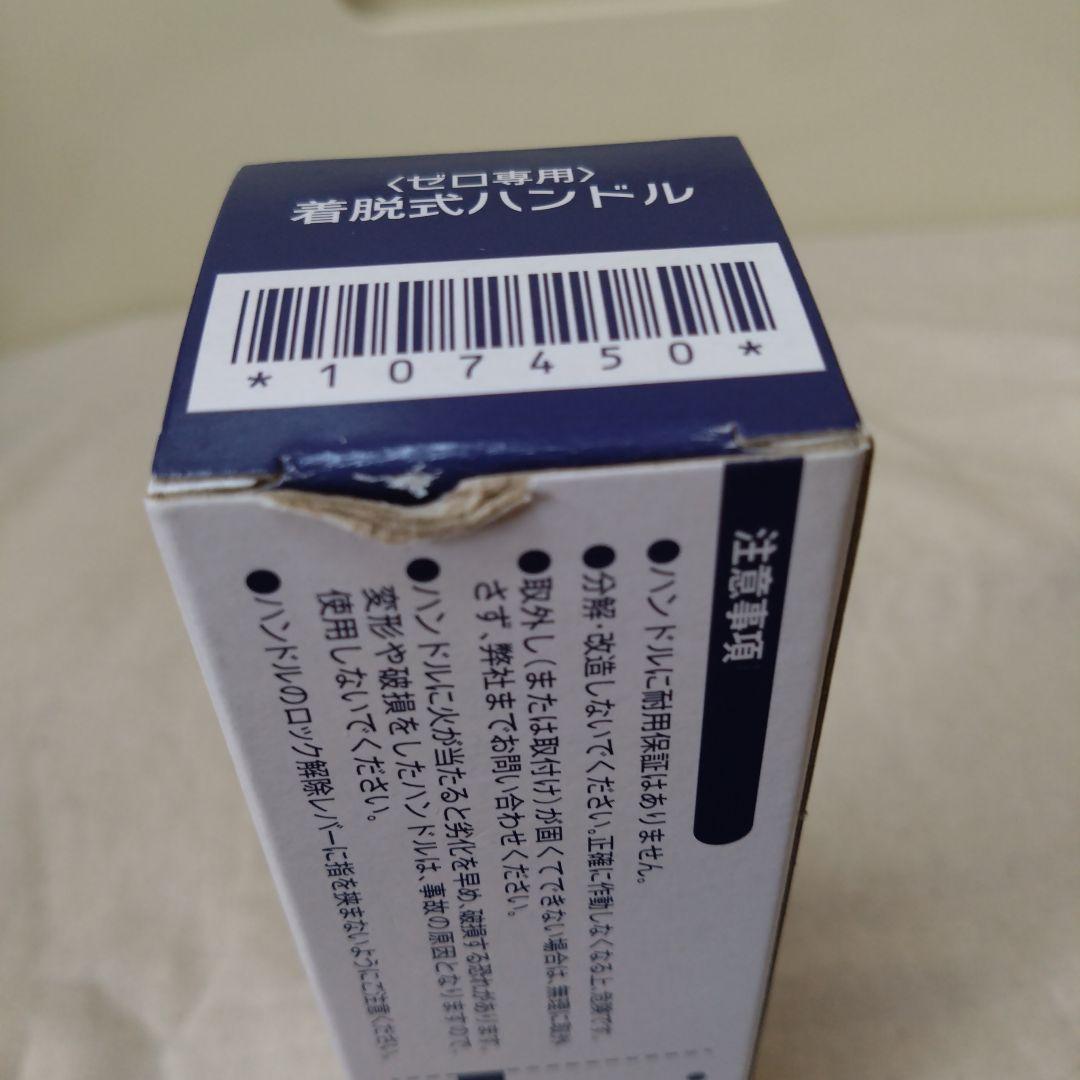 〈ゼロ専用〉
着脱式ハンドル
*107450*
注意事項
●ハンドルに耐用保証はありません。
●分解・改造しないでください。正確に作動しなくなる上、危険です。
●取外し(または取付け)が固くてできない場合は、無理に取外
さず、弊社までお問い合わせください。
●ハンドルに火が当たると劣化を早め、破損する恐れがあります。
変形や破損をしたハンドルは、事故の原因となりますので、
使用しないでください。
●ハンドルのロック解除レバーに指を挟まないようにご注意ください。